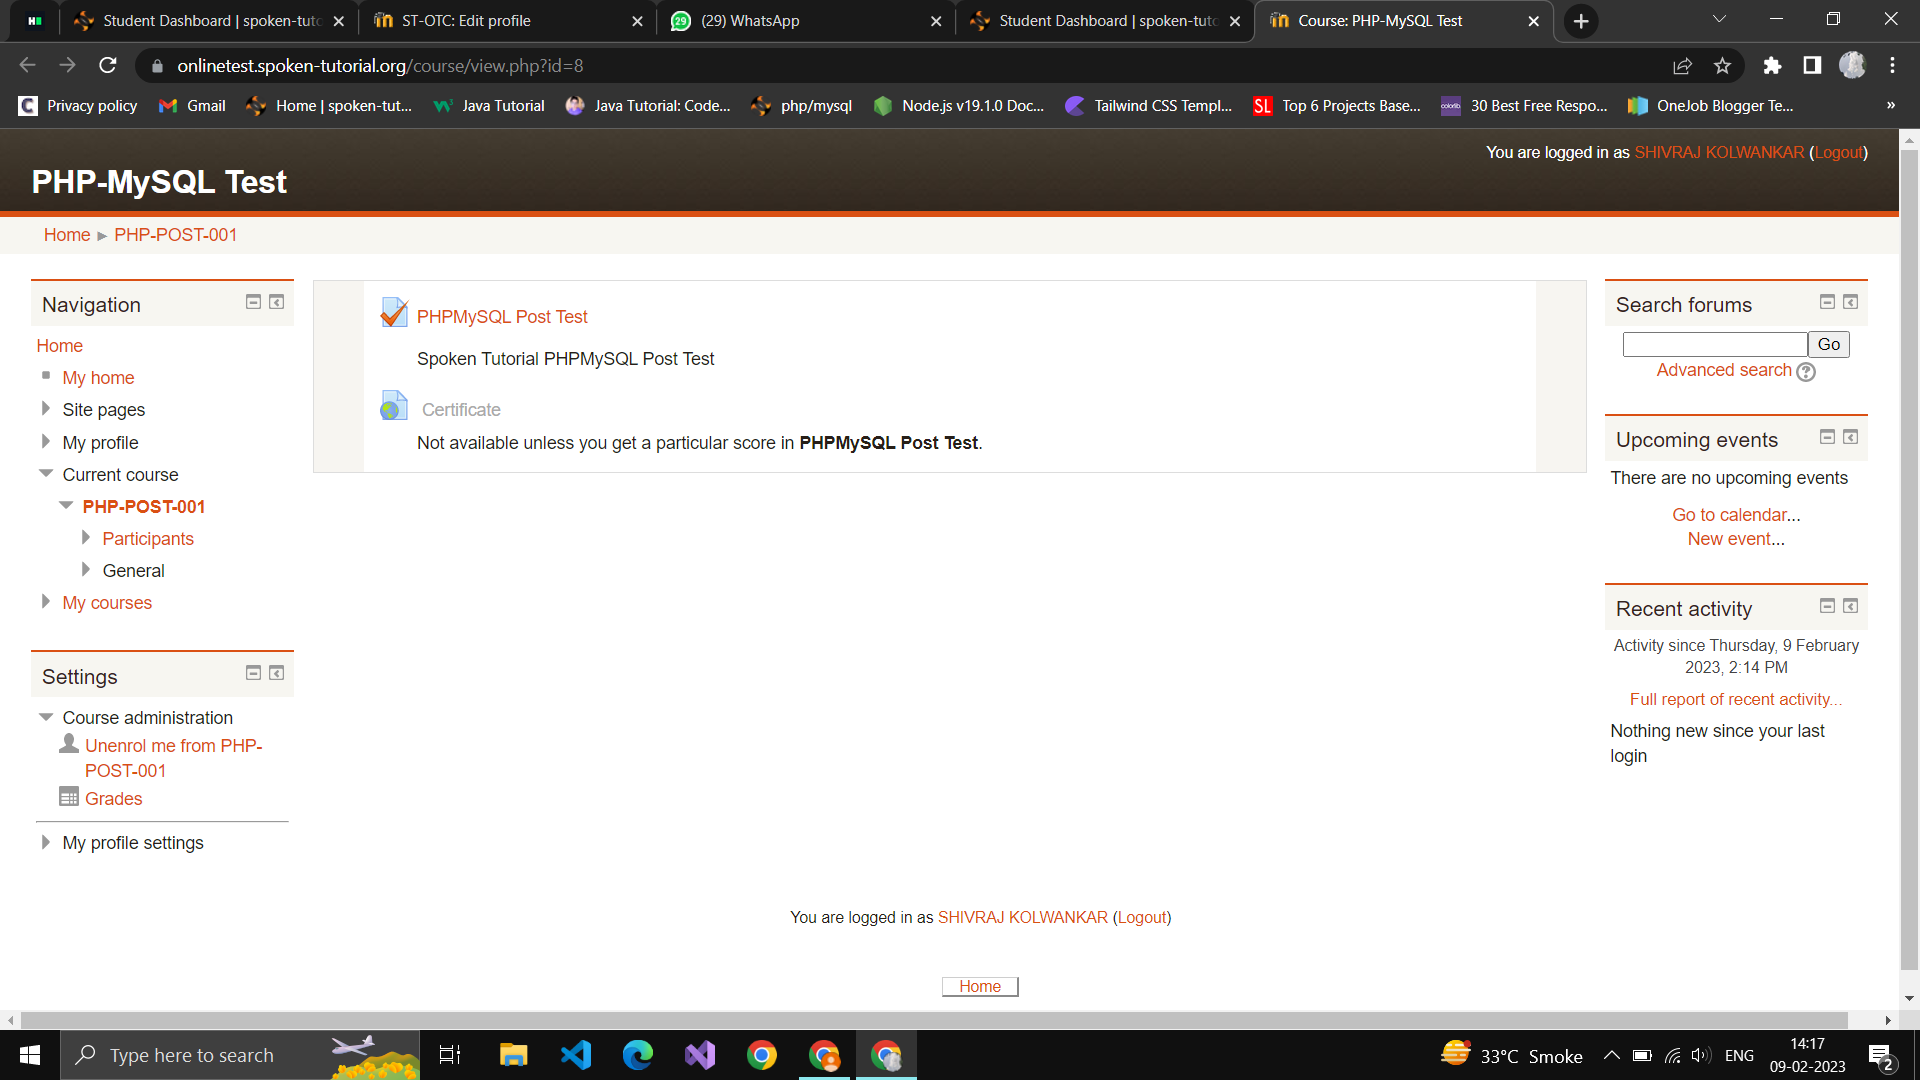 Student Dashboard | spoken-tuto
ST-OTC: Edit profile
(29) WhatsApp
Student Dashboard | spoken-tuto
Course: PHP-MySQL Test
onlinetest.spoken-tutorial.org/course/view.php?id=8
Privacy policy
Gmail
Home | spoken-tut...
Java Tutorial
Java Tutorial: Code...
php/mysql
Node.js v19.1.0 Doc...
Tailwind CSS Templ...
SL Top 6 Projects Base...
30 Best Free Respo...
OneJob Blogger Te...
»
You are logged in as SHIVRAJ KOLWANKAR (Logout)
PHP-MySQL Test
Home ► PHP-POST-001
Navigation
Home
My home
Site pages
My profile
Current course
PHP-POST-001
Participants
General
My courses
Settings
Course administration
Unenrol me from PHP-
POST-001
Grades
My profile settings
PHPMySQL Post Test
Spoken Tutorial PHPMySQL Post Test
Certificate
Not available unless you get a particular score in PHPMySQL Post Test.
Search forums
Go
Advanced search ?
Upcoming events
There are no upcoming events
Go to calendar...
New event...
Recent activity
Activity since Thursday, 9 February
2023, 2:14 PM
Full report of recent activity...
Nothing new since your last
login
You are logged in as SHIVRAJ KOLWANKAR (Logout)
Home
Type here to search
33°C Smoke
ENG
14:17
09-02-2023
2